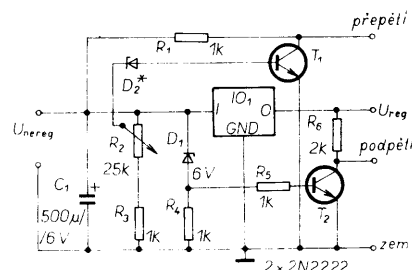 přepětí
R1 1k
T1
D2*
IO1
I O
GND
Unereg
Ureg
R2
25k
D1
6V
R6
2k
podpětí
C1 +
500µ/
/6V
R5
1k
T2
R3
1k
R4
1k
zem
2×2N2222